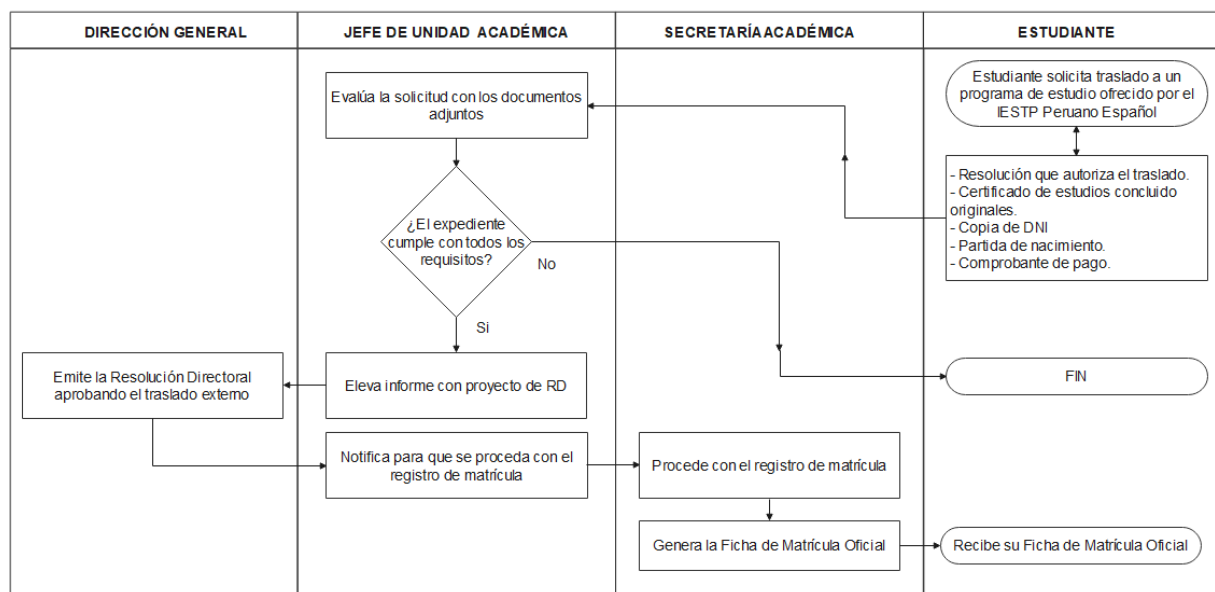 DIRECCIÓN GENERAL
JEFE DE UNIDAD ACADÉMICA
SECRETARÍA ACADÉMICA
ESTUDIANTE
Evalúa la solicitud con los documentos
adjuntos
Estudiante solicita traslado a un
programa de estudio ofrecido por el
IESTP Peruano Español
- Resolución que autoriza el traslado.
- Certificado de estudios concluido
originales.
- Copia de DNI
- Partida de nacimiento.
- Comprobante de pago.
¿El expediente
cumple con todos los
requisitos?
No
Si
Emite la Resolución Directoral
aprobando el traslado externo
Eleva informe con proyecto de RD
FIN
Notifica para que se proceda con el
registro de matrícula
Procede con el registro de matrícula
Genera la Ficha de Matrícula Oficial
Recibe su Ficha de Matrícula Oficial